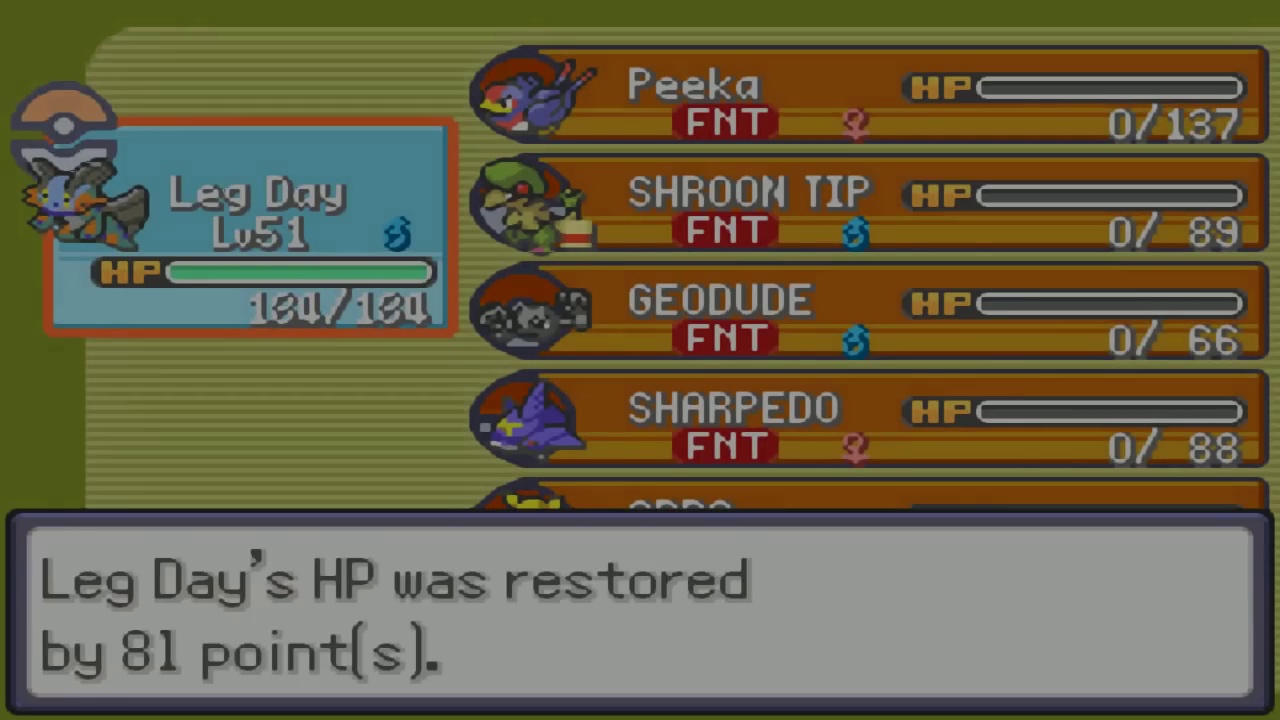 Leg Day
Lv51 ♂
HP
184/184
Peeka
HP
FNT ♀
0/137
SHROON TIP
HP
FNT ♂
0/ 89
GEODUDE
HP
FNT ♂
0/ 66
SHARPEDO
HP
FNT ♀
0/ 88
Leg Day's HP was restored
by 81 point(s).